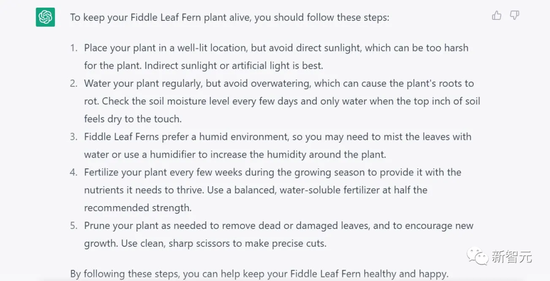 To keep your Fiddle Leaf Fern plant alive, you should follow these steps:
1. Place your plant in a well-lit location, but avoid direct sunlight, which can be too harsh
for the plant. Indirect sunlight or artificial light is best.
2. Water your plant regularly, but avoid overwatering, which can cause the plant's roots to
rot. Check the soil moisture level every few days and only water when the top inch of soil
feels dry to the touch.
3. Fiddle Leaf Ferns prefer a humid environment, so you may need to mist the leaves with
water or use a humidifier to increase the humidity around the plant.
4. Fertilize your plant every few weeks during the growing season to provide it with the
nutrients it needs to thrive. Use a balanced, water-soluble fertilizer at half the
recommended strength.
5. Prune your plant as needed to remove dead or damaged leaves, and to encourage new
growth. Use clean, sharp scissors to make precise cuts.
By following these steps, you can help keep your Fiddle Leaf Fern healthy and happy.
新智元